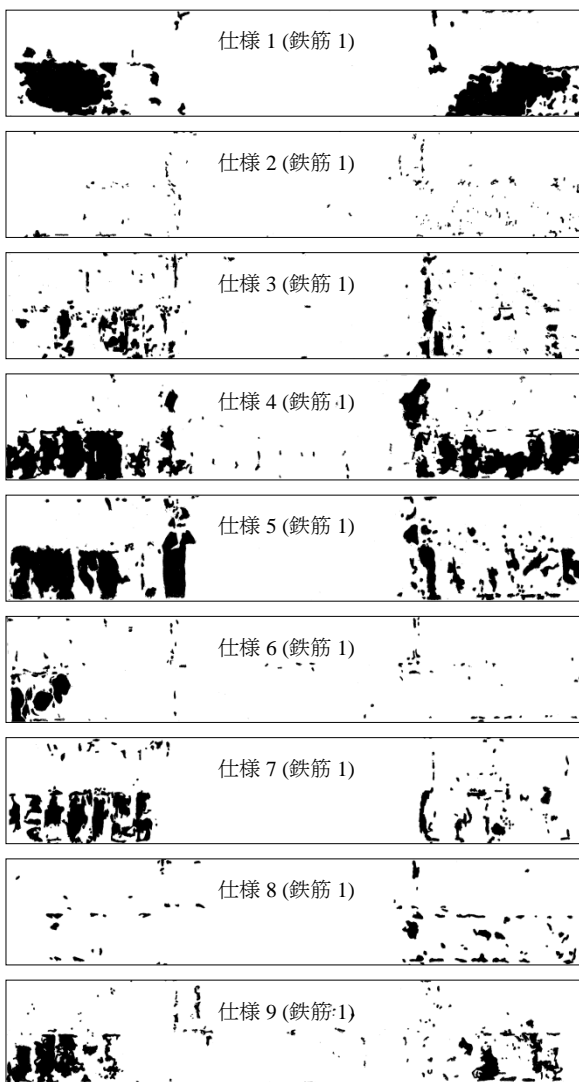 仕様 1 (鉄筋 1)
仕様 2 (鉄筋 1)
仕様 3 (鉄筋 1)
仕様 4 (鉄筋 1)
仕様 5 (鉄筋 1)
仕様 6 (鉄筋 1)
仕様 7 (鉄筋 1)
仕様 8 (鉄筋 1)
仕様 9 (鉄筋 1)